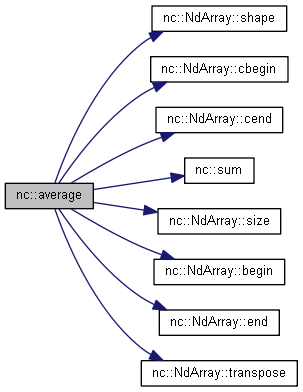 nc::NdArray::shape
nc::NdArray::cbegin
nc::NdArray::cend
nc::sum
nc::average
nc::NdArray::size
nc::NdArray::begin
nc::NdArray::end
nc::NdArray::transpose